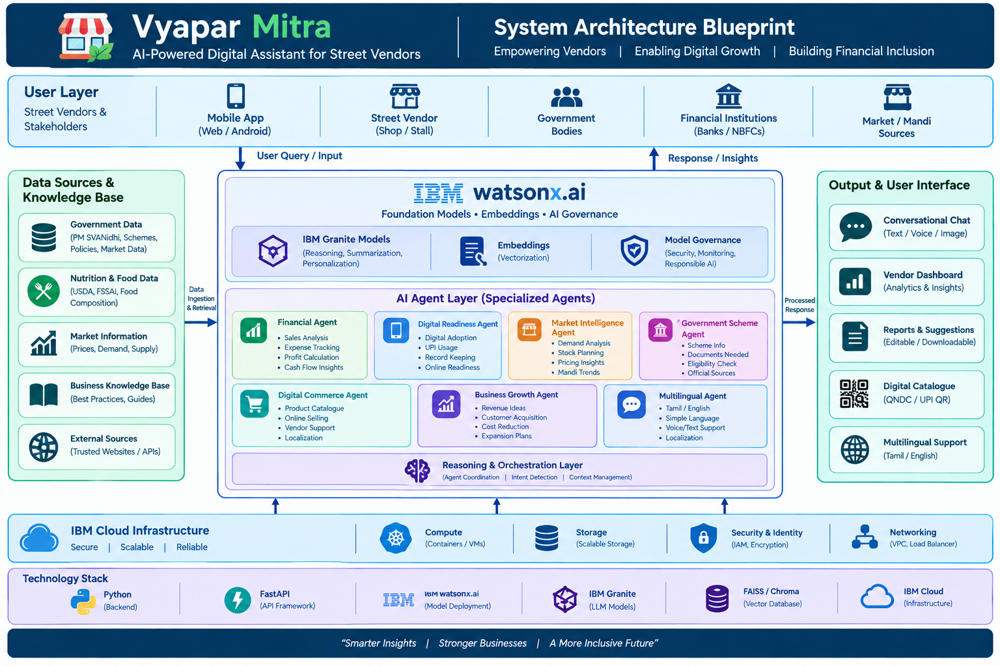 Vyapar Mitra
AI-Powered Digital Assistant for Street Vendors
System Architecture Blueprint
Empowering Vendors | Enabling Digital Growth | Building Financial Inclusion
User Layer
Street Vendors &
Stakeholders
Mobile App
(Web / Android)
Street Vendor
(Shop / Stall)
Government
Bodies
Financial Institutions
(Banks / NBFCs)
Market / Mandi
Sources
User Query / Input
Response / Insights
Data Sources &
Knowledge Base
Government Data
(PM SVANidhi, Schemes,
Policies, Market Data)
Nutrition & Food Data
(USDA, FSSAI, Food
Composition)
Market Information
(Prices, Demand, Supply)
Business Knowledge Base
(Best Practices, Guides)
External Sources
(Trusted Websites / APIs)
Data
Ingestion
& Retrieval
IBM watsonx.ai
Foundation Models • Embeddings • AI Governance
IBM Granite Models
(Reasoning, Summarization,
Personalization)
Embeddings
(Vectorization)
Model Governance
(Security, Monitoring,
Responsible AI)
AI Agent Layer (Specialized Agents)
Financial Agent
• Sales Analysis
• Expense Tracking
• Profit Calculation
• Cash Flow Insights
Digital Readiness Agent
• Digital Adoption
• UPI Usage
• Record Keeping
• Online Readiness
Market Intelligence
Agent
• Demand Analysis
• Stock Planning
• Pricing Insights
• Mandi Trends
Government Scheme
Agent
• Scheme Info
• Documents Needed
• Eligibility Check
• Official Sources
Digital Commerce Agent
• Product Catalogue
• Online Selling
• Vendor Support
• Localization
Business Growth Agent
• Revenue Ideas
• Customer Acquisition
• Cost Reduction
• Expansion Plans
Multilingual Agent
• Tamil / English
• Simple Language
• Voice/Text Support
• Localization
Reasoning & Orchestration Layer
(Agent Coordination | Intent Detection | Context Management)
Processed
Response
Output & User Interface
Conversational Chat
(Text / Voice / Image)
Vendor Dashboard
(Analytics & Insights)
Reports & Suggestions
(Editable / Downloadable)
Digital Catalogue
(QNDC / UPI QR)
Multilingual Support
(Tamil / English)
IBM Cloud Infrastructure
Secure | Scalable | Reliable
Compute
(Containers / VMs)
Storage
(Scalable Storage)
Security & Identity
(IAM, Encryption)
Networking
(VPC, Load Balancer)
Technology Stack
Python
(Backend)
FastAPI
(API Framework)
IBM
IBM watsonx.ai
(Model Deployment)
IBM Granite
(LLM Models)
FAISS / Chroma
(Vector Database)
IBM Cloud
(Infrastructure)
“Smarter Insights | Stronger Businesses | A More Inclusive Future”